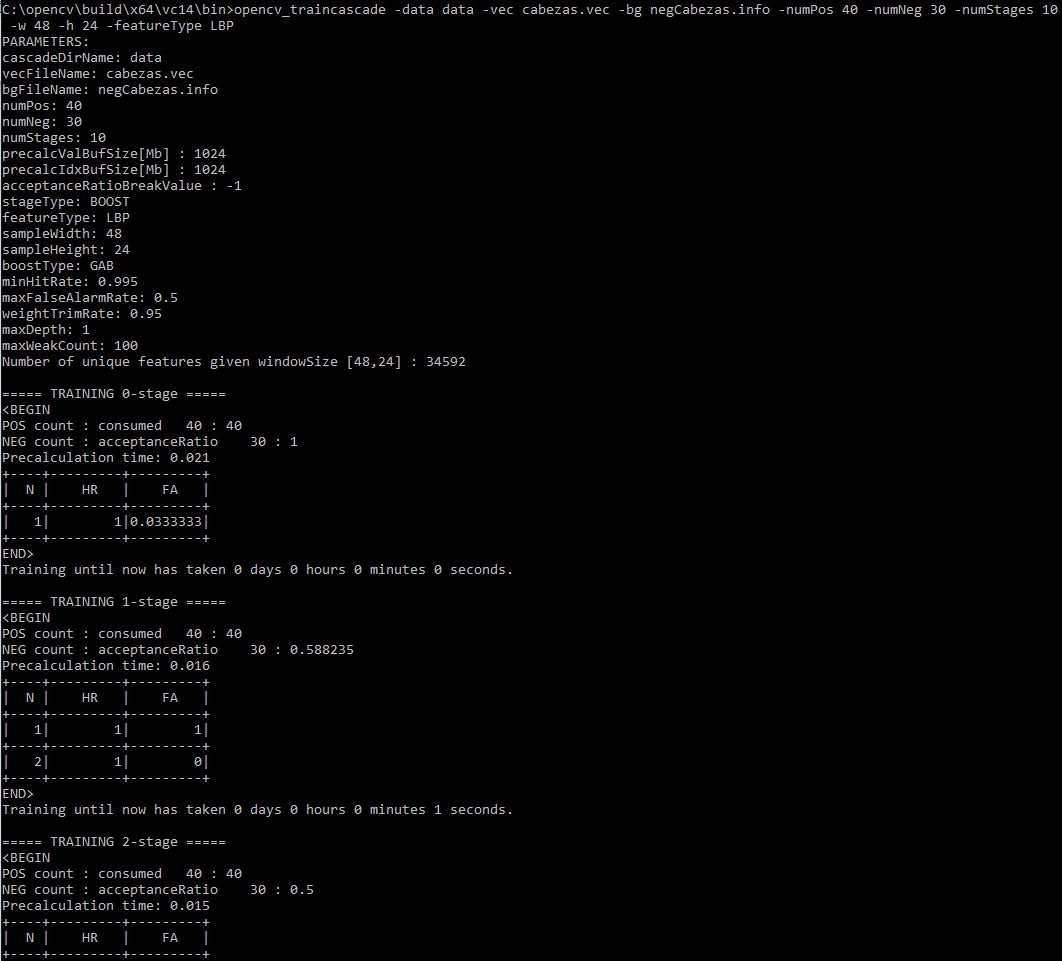 C:\opencv\build\x64\vc14\bin>opencv_traincascade -data data -vec cabezas.vec -bg negCabezas.info -numPos 40 -numNeg 30 -numStages 10
 -w 48 -h 24 -featureType LBP
PARAMETERS:
cascadeDirName: data
vecFileName: cabezas.vec
bgFileName: negCabezas.info
numPos: 40
numNeg: 30
numStages: 10
precalcValBufSize[Mb] : 1024
precalcIdxBufSize[Mb] : 1024
acceptanceRatioBreakValue : -1
stageType: BOOST
featureType: LBP
sampleWidth: 48
sampleHeight: 24
boostType: GAB
minHitRate: 0.995
maxFalseAlarmRate: 0.5
weightTrimRate: 0.95
maxDepth: 1
maxWeakCount: 100
Number of unique features given windowSize [48,24] : 34592

===== TRAINING 0-stage =====
<BEGIN
POS count : consumed   40 : 40
NEG count : acceptanceRatio    30 : 1
Precalculation time: 0.021
+----+---------+---------+
|  N |    HR   |    FA   |
+----+---------+---------+
|   1|        1|0.0333333|
+----+---------+---------+
END>
Training until now has taken 0 days 0 hours 0 minutes 0 seconds.

===== TRAINING 1-stage =====
<BEGIN
POS count : consumed   40 : 40
NEG count : acceptanceRatio    30 : 0.588235
Precalculation time: 0.016
+----+---------+---------+
|  N |    HR   |    FA   |
+----+---------+---------+
|   1|        1|        1|
+----+---------+---------+
|   2|        1|        0|
+----+---------+---------+
END>
Training until now has taken 0 days 0 hours 0 minutes 1 seconds.

===== TRAINING 2-stage =====
<BEGIN
POS count : consumed   40 : 40
NEG count : acceptanceRatio    30 : 0.5
Precalculation time: 0.015
+----+---------+---------+
|  N |    HR   |    FA   |
+----+---------+---------+